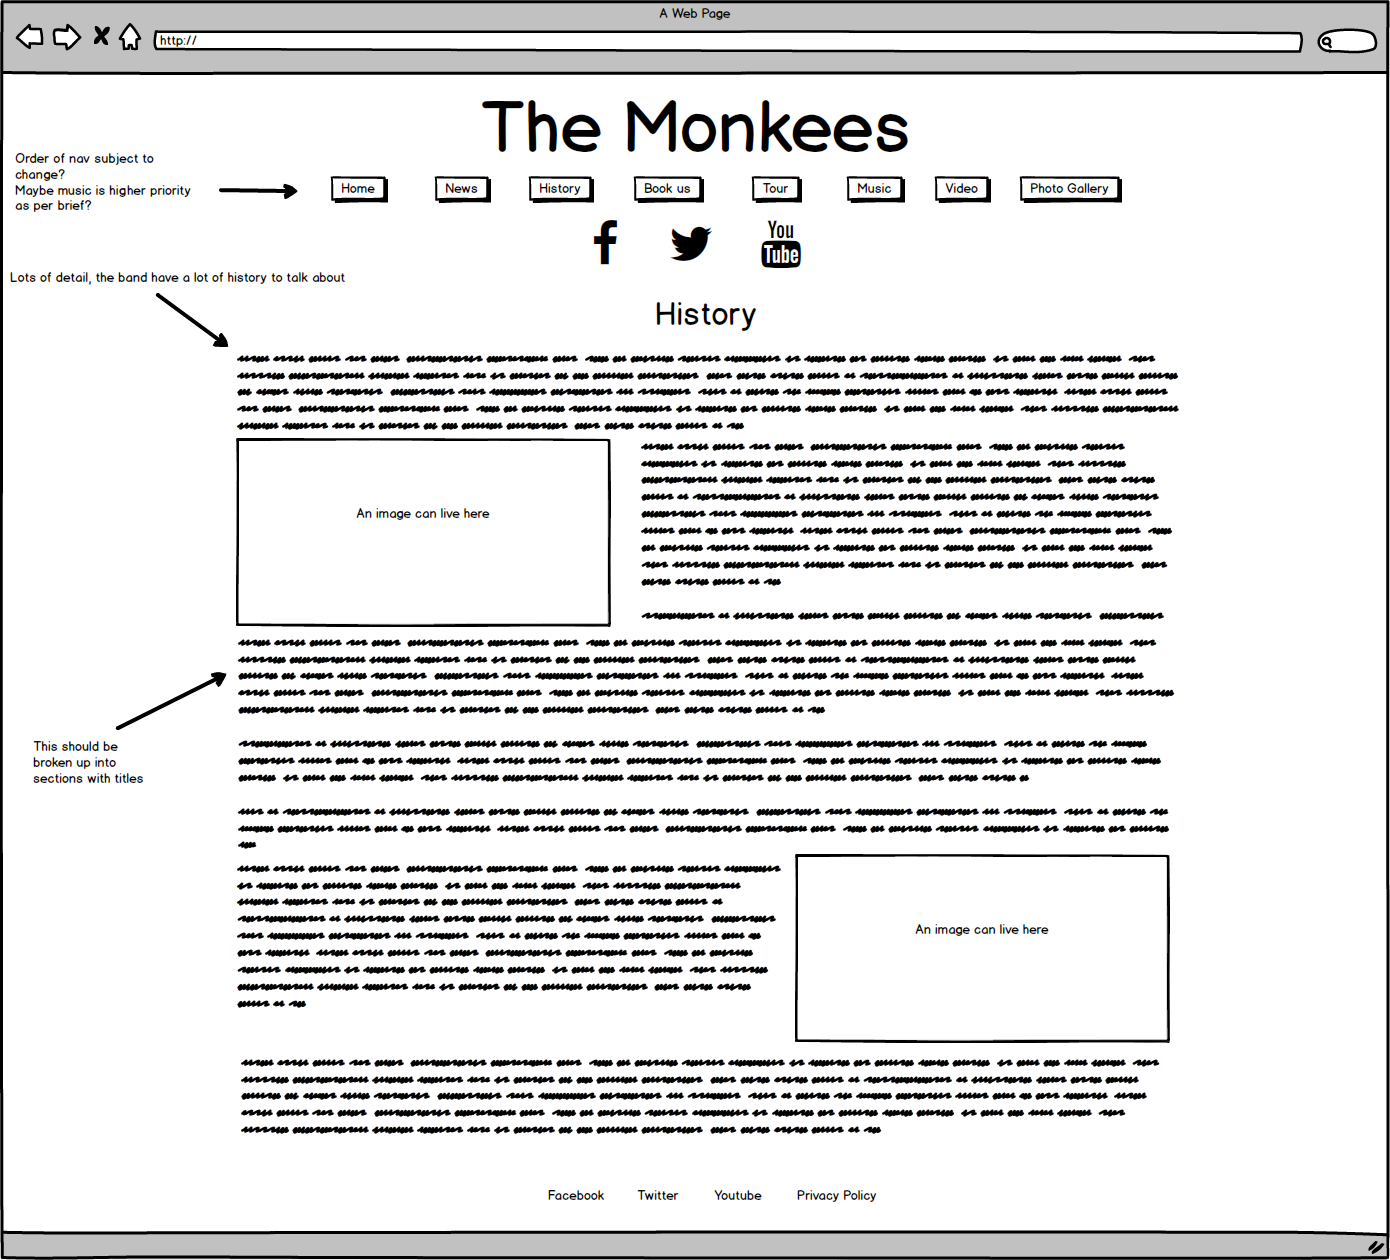 A Web Page
http://
The Monkees
Order of nav subject to
change?
Maybe music is higher priority
as per brief?
Home News History Book us Tour Music Video Photo Gallery
You
Tube
Lots of detail, the band have a lot of history to talk about
History
An image can live here
This should be
broken up into
sections with titles
An image can live here
Facebook Twitter Youtube Privacy Policy